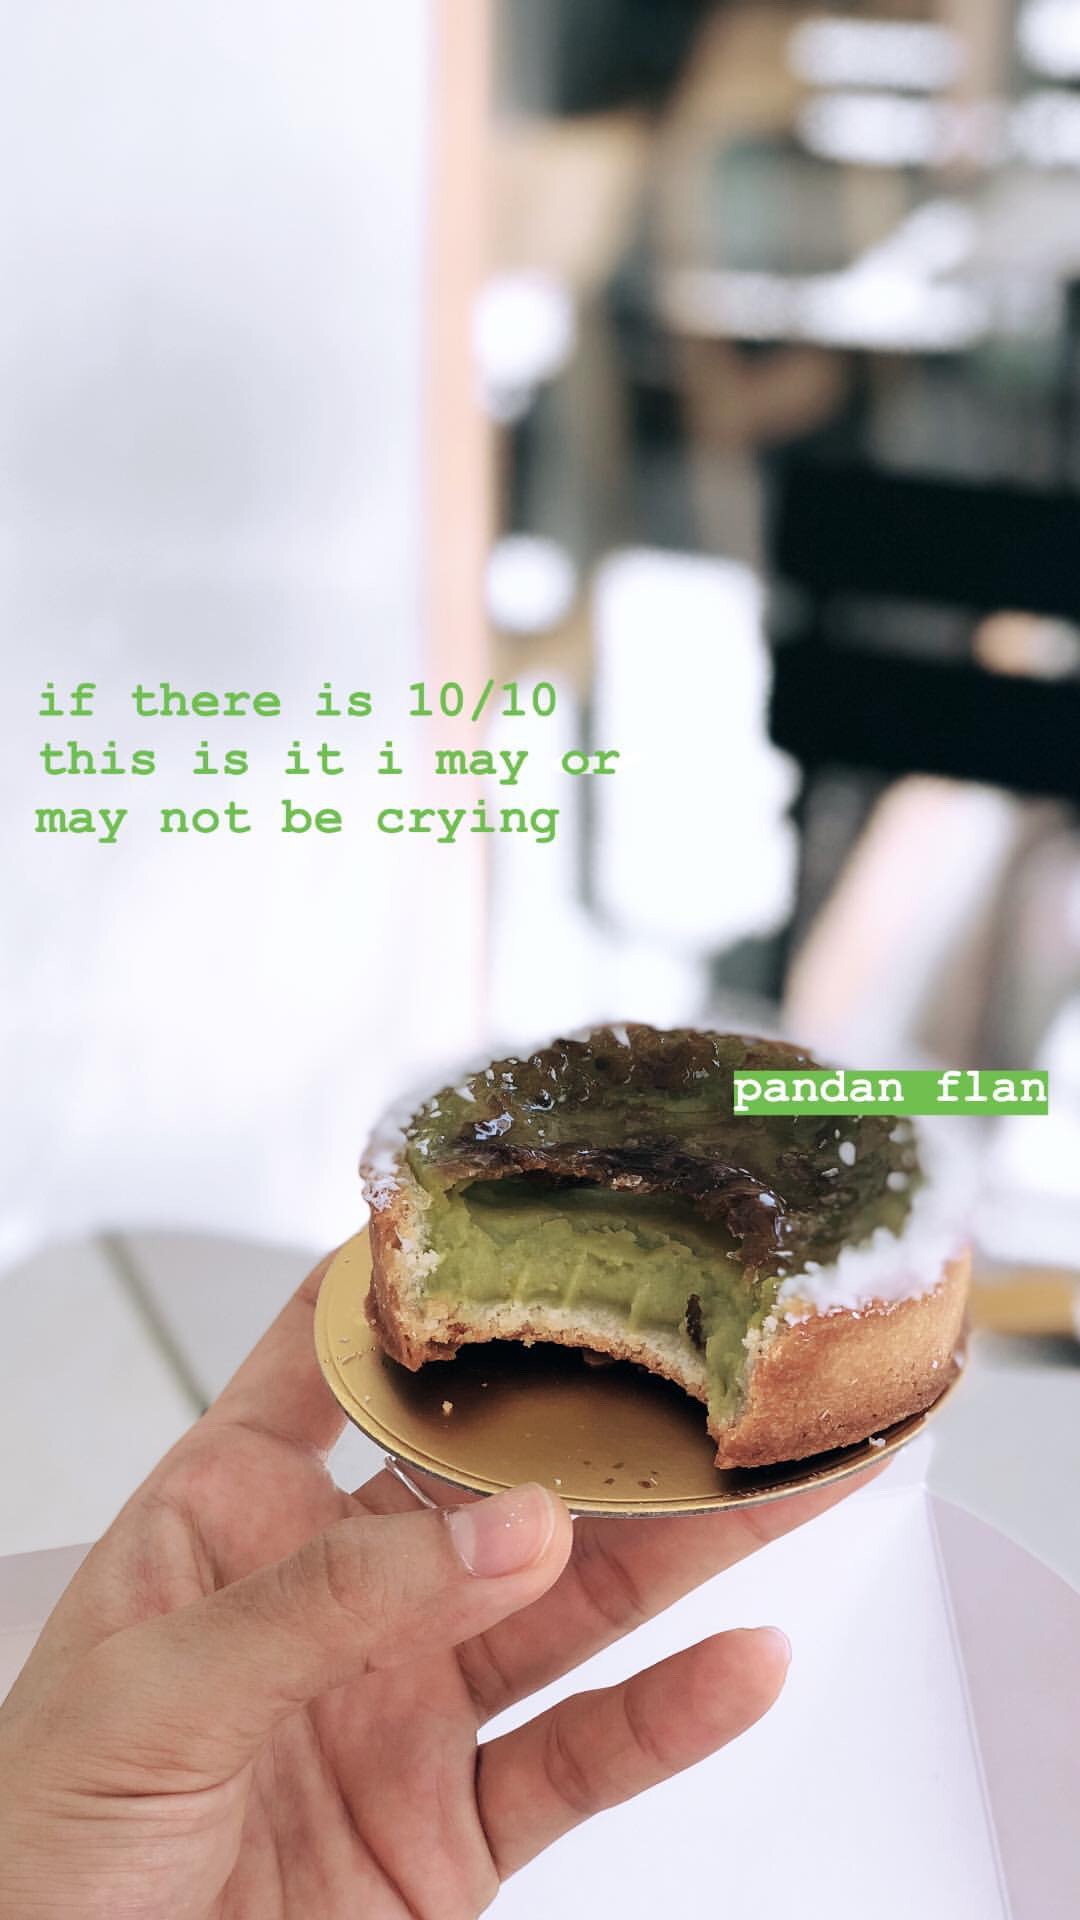 if there is 10/10
this is it i may or
may not be crying
pandan flan